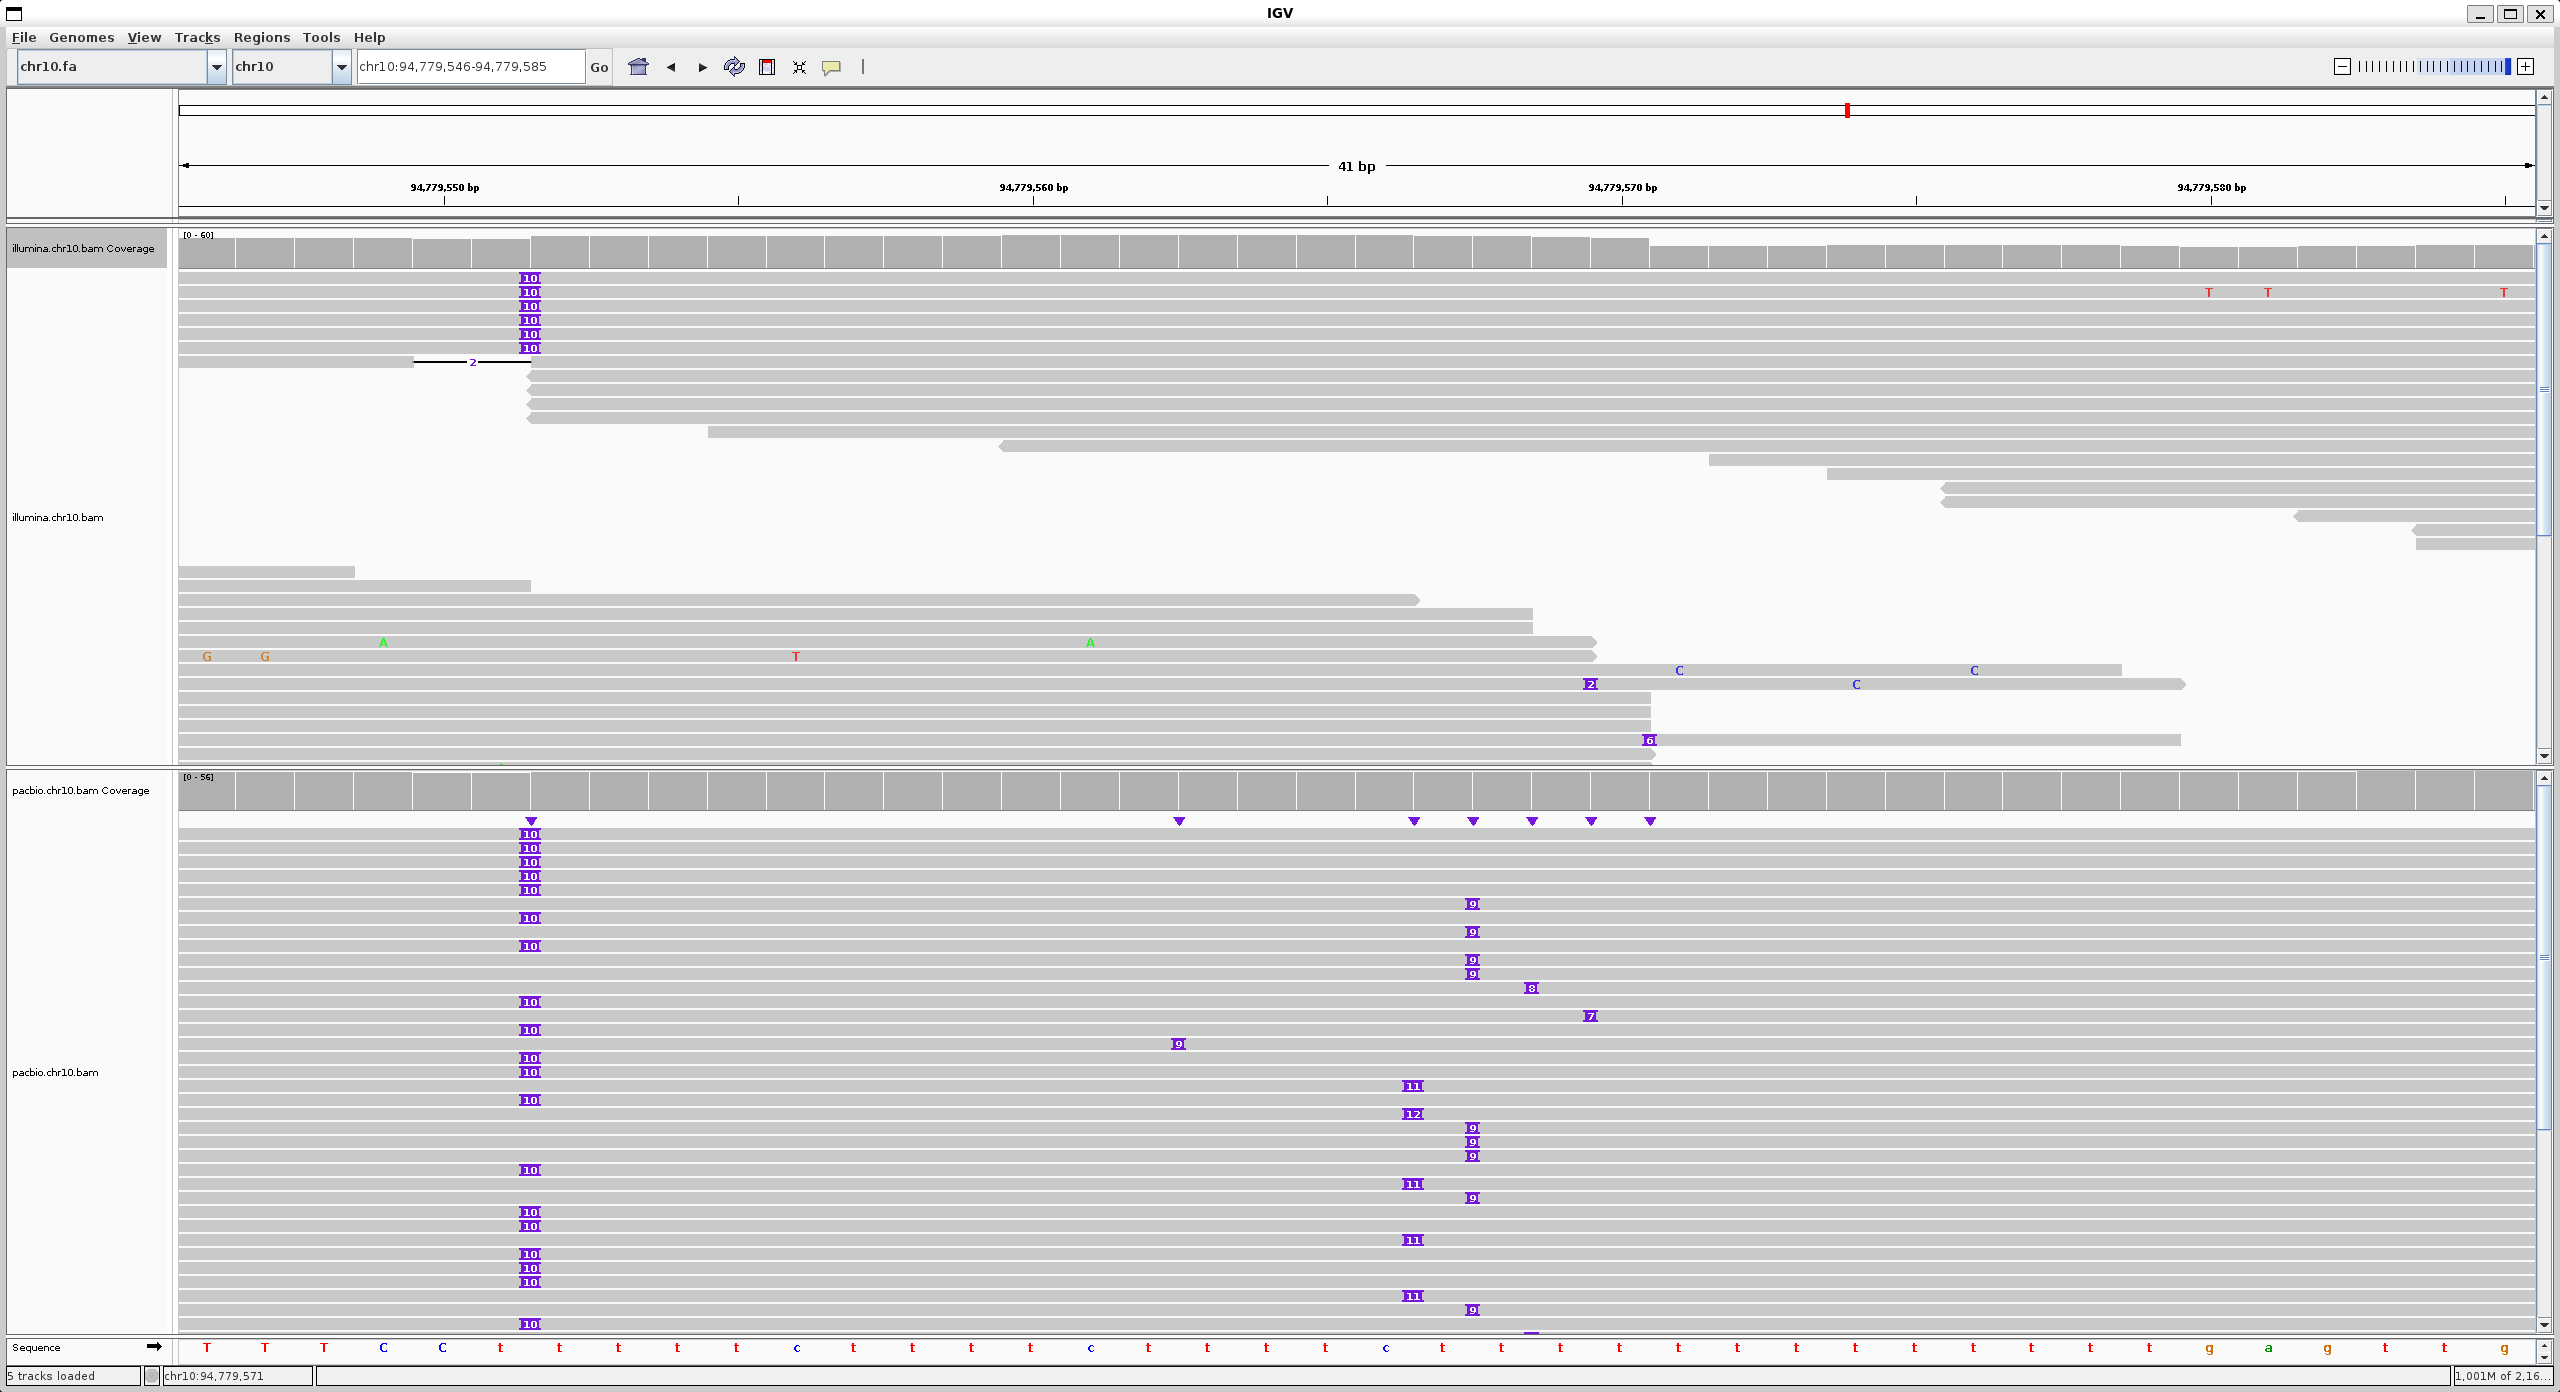 IGV
File Genomes View Tracks Regions Tools Help
chr10.fa chr10 chr10:94,779,546-94,779,585 Go
41 bp
94,779,550 bp 94,779,560 bp 94,779,570 bp 94,779,580 bp
[0 - 60]
illumina.chr10.bam Coverage
10
10 T T T
10
10
10
10
2
illumina.chr10.bam
A A
G G T
C C
2 C
6
[0 - 56]
pacbio.chr10.bam Coverage
10
10
10
10
10
9
10
9
10
9
9
8
10
7
10
9
10
pacbio.chr10.bam
10
11
10
12
9
9
9
10
11
9
10
10
11
10
10
10
11
9
10
Sequence T T T C C t t t t t c t t t t c t t t t c t t t t t t t t t t t t t g a g t t g
5 tracks loaded chr10:94,779,571 1,001M of 2,16...